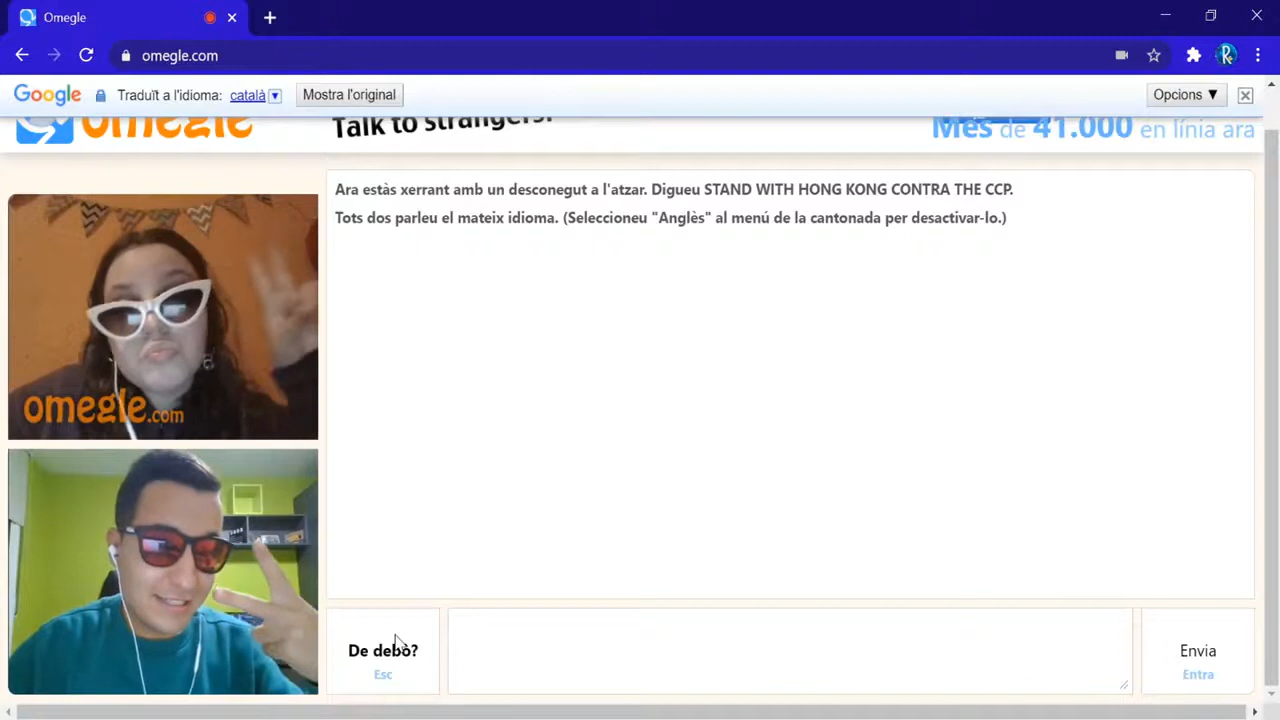 Omegle
omegle.com
Google Traduït a l'idioma: català Mostra l'original Opcions ▼
omegle Talk to strangers! Més de 41.000 en línia ara
Ara estàs xerrant amb un desconegut a l'atzar. Digueu STAND WITH HONG KONG CONTRA THE CCP.
Tots dos parleu el mateix idioma. (Seleccioneu "Anglès" al menú de la cantonada per desactivar-lo.)
omegle.com
De debò? Envia
Esc Entra